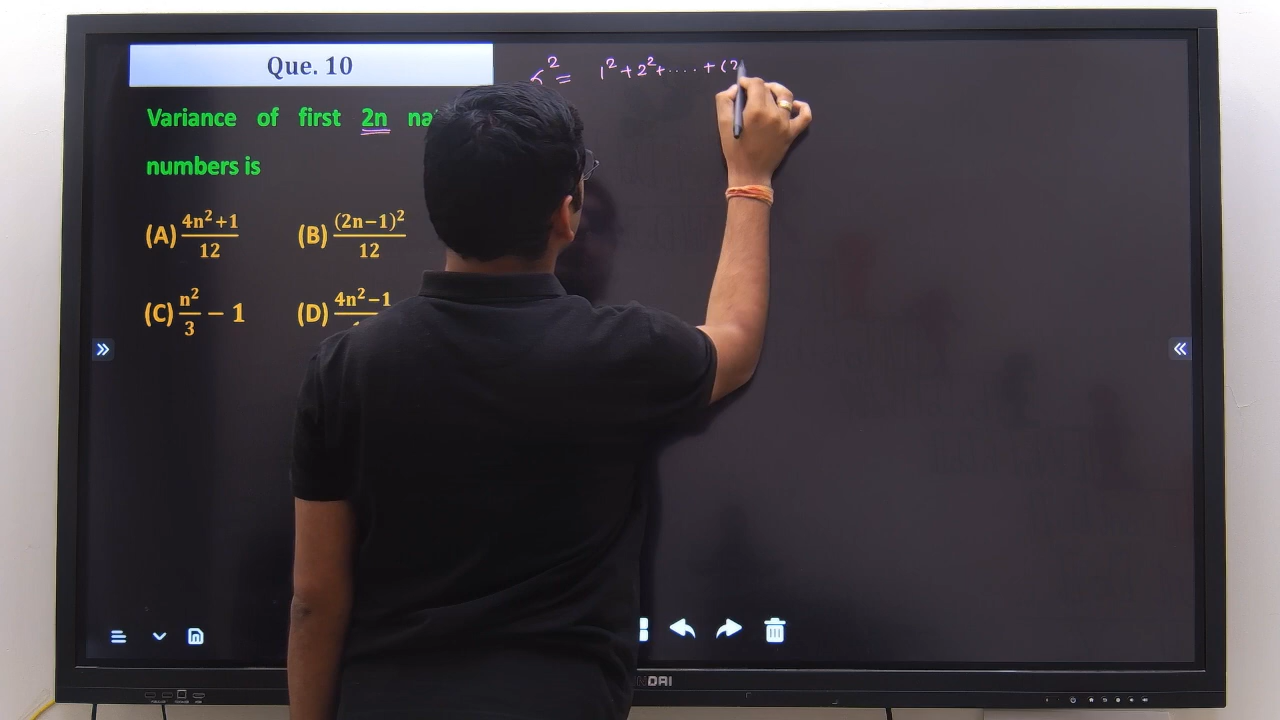 Que. 10
σ² = 1² + 2² + .... + (2
Variance of first 2n
numbers is
(A) (4n²+1)/12 (B) (2n−1)²/12
(C) n²/3 − 1 (D) 4n²−1